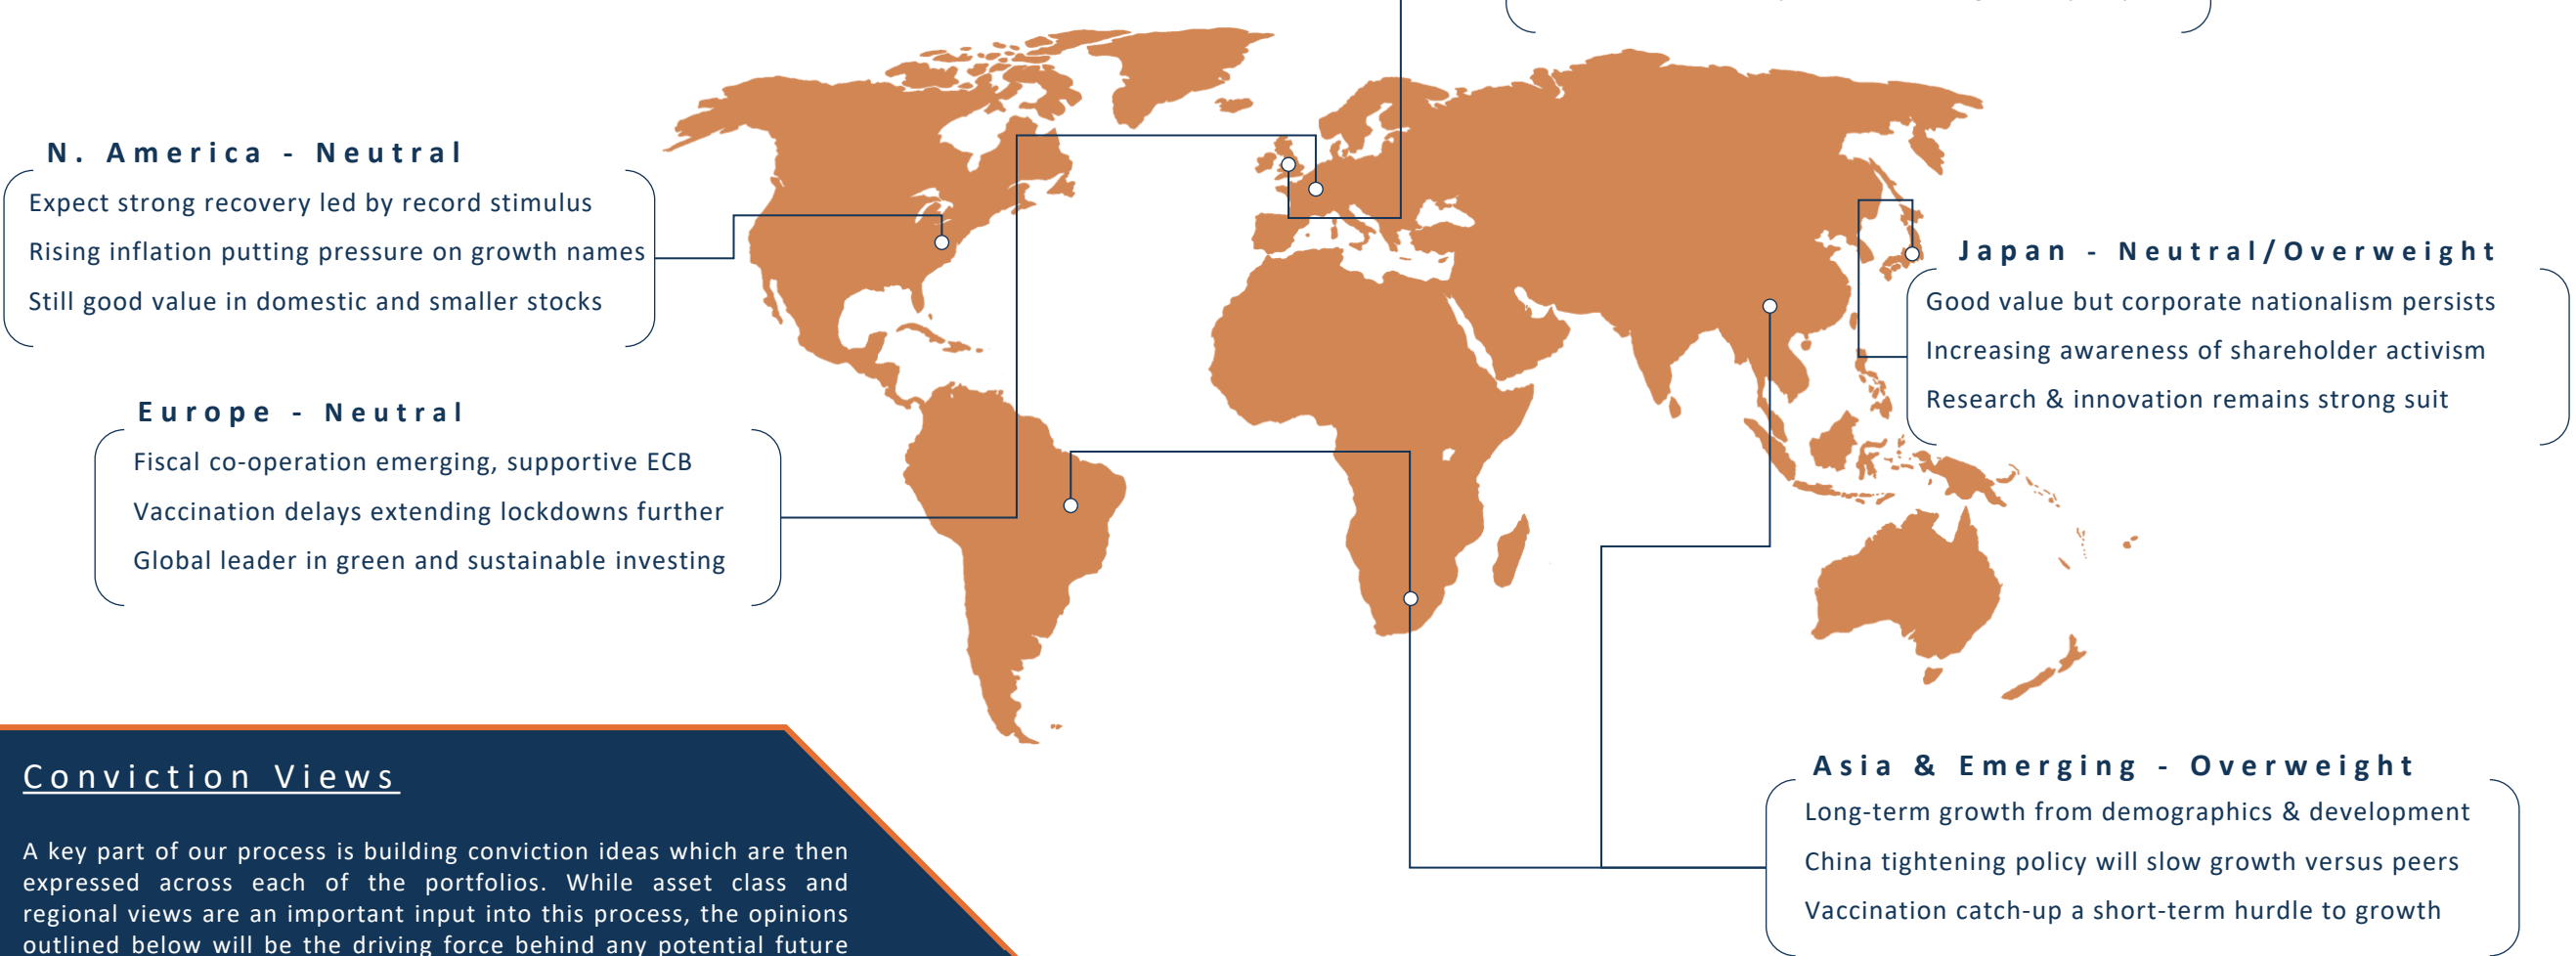 N. America - Neutral
Expect strong recovery led by record stimulus
Rising inflation putting pressure on growth names
Still good value in domestic and smaller stocks
Europe - Neutral
Fiscal co-operation emerging, supportive ECB
Vaccination delays extending lockdowns further
Global leader in green and sustainable investing
Japan - Neutral/Overweight
Good value but corporate nationalism persists
Increasing awareness of shareholder activism
Research & innovation remains strong suit
Asia & Emerging - Overweight
Long-term growth from demographics & development
China tightening policy will slow growth versus peers
Vaccination catch-up a short-term hurdle to growth
Conviction Views
A key part of our process is building conviction ideas which are then
expressed across each of the portfolios. While asset class and
regional views are an important input into this process, the opinions
outlined below will be the driving force behind any potential future